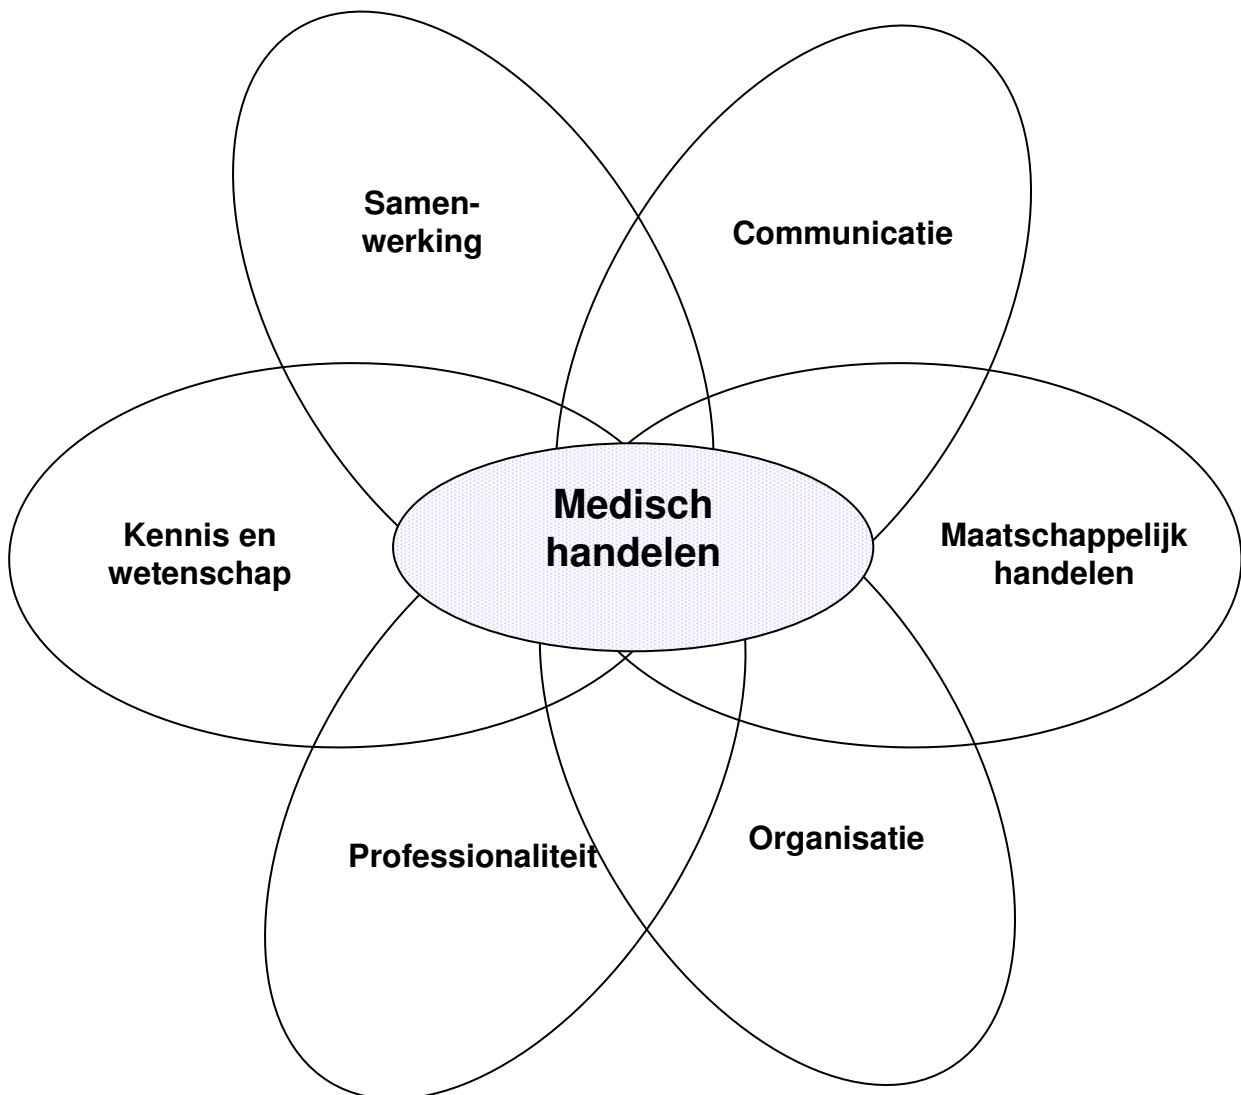 Samen-
werking
Communicatie
Medisch
handelen
Kennis en
wetenschap
Maatschappelijk
handelen
Professionaliteit
Organisatie